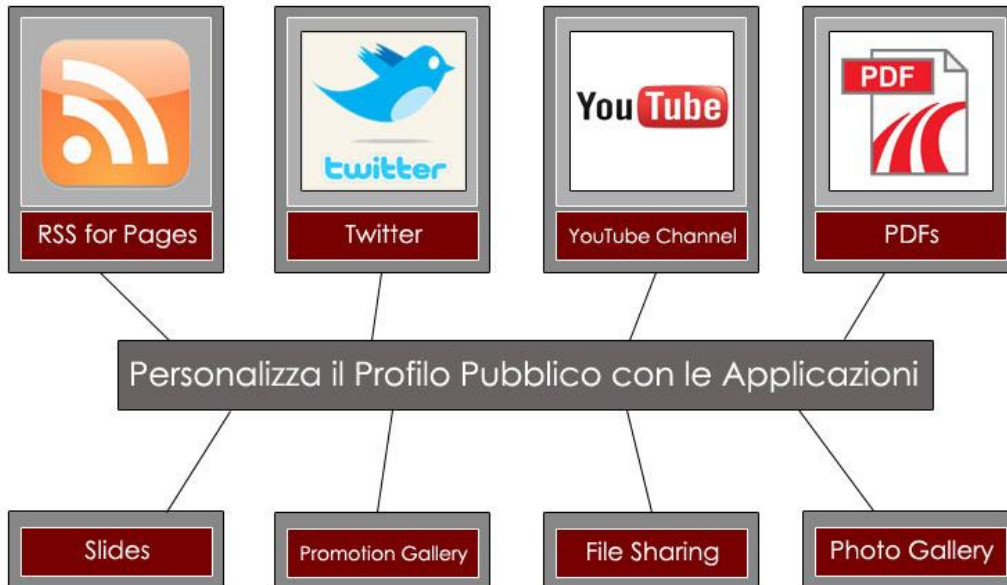 twitter
You Tube
PDF
RSS for Pages
Twitter
YouTube Channel
PDFs
Personalizza il Profilo Pubblico con le Applicazioni
Slides
Promotion Gallery
File Sharing
Photo Gallery